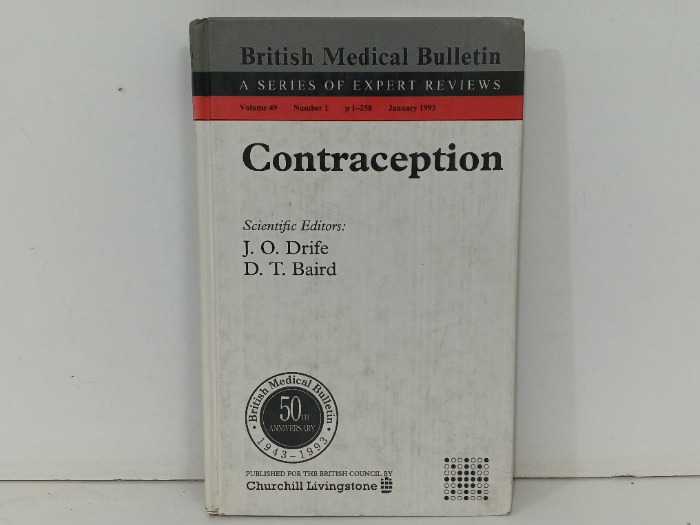 British Medical Bulletin
A SERIES OF EXPERT REVIEWS
Volume 49 Number 1 p 1–258 January 1993
Contraception
Scientific Editors:
J. O. Drife
D. T. Baird
British Medical Bulletin
50TH
ANNIVERSARY
1943–1993
PUBLISHED FOR THE BRITISH COUNCIL BY
Churchill Livingstone